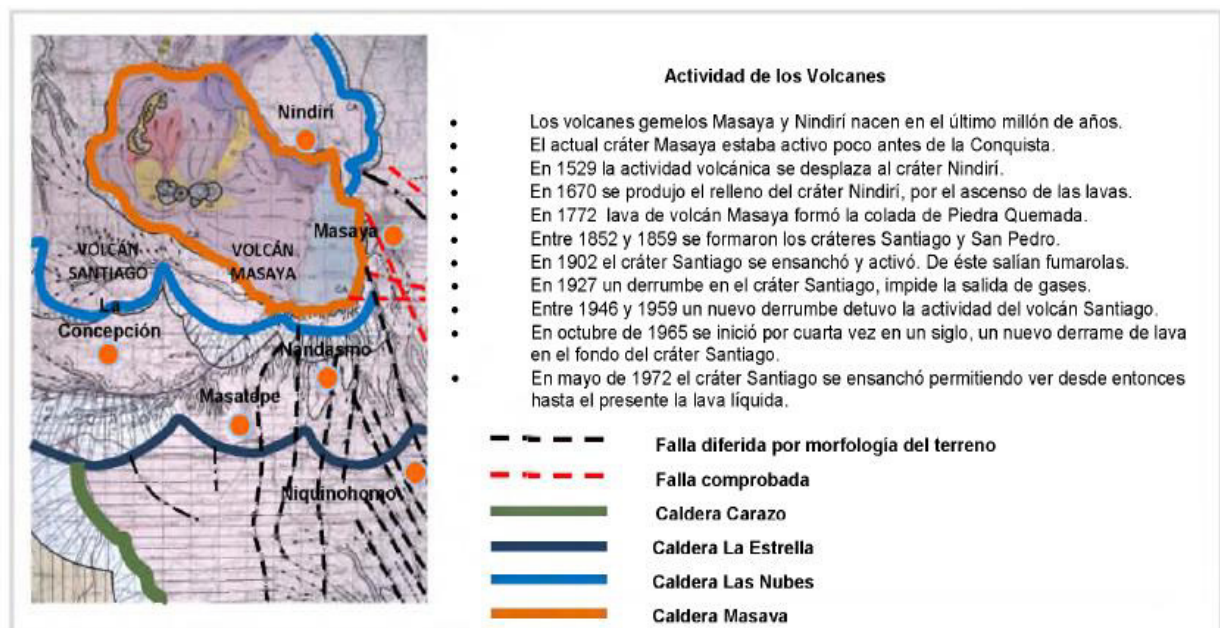 Nindirí
Masaya
VOLCÁN
SANTIAGO
VOLCÁN
MASAYA
La
Concepción
Nandasmo
Masatepe
Niquinohomo
Actividad de los Volcanes
• Los volcanes gemelos Masaya y Nindirí nacen en el último millón de años.
• El actual cráter Masaya estaba activo poco antes de la Conquista.
• En 1529 la actividad volcánica se desplaza al cráter Nindirí.
• En 1670 se produjo el relleno del cráter Nindirí, por el ascenso de las lavas.
• En 1772 lava de volcán Masaya formó la colada de Piedra Quemada.
• Entre 1852 y 1859 se formaron los cráteres Santiago y San Pedro.
• En 1902 el cráter Santiago se ensanchó y activó. De éste salían fumarolas.
• En 1927 un derrumbe en el cráter Santiago, impide la salida de gases.
• Entre 1946 y 1959 un nuevo derrumbe detuvo la actividad del volcán Santiago.
• En octubre de 1965 se inició por cuarta vez en un siglo, un nuevo derrame de lava
en el fondo del cráter Santiago.
• En mayo de 1972 el cráter Santiago se ensanchó permitiendo ver desde entonces
hasta el presente la lava líquida.
Falla diferida por morfología del terreno
Falla comprobada
Caldera Carazo
Caldera La Estrella
Caldera Las Nubes
Caldera Masaya